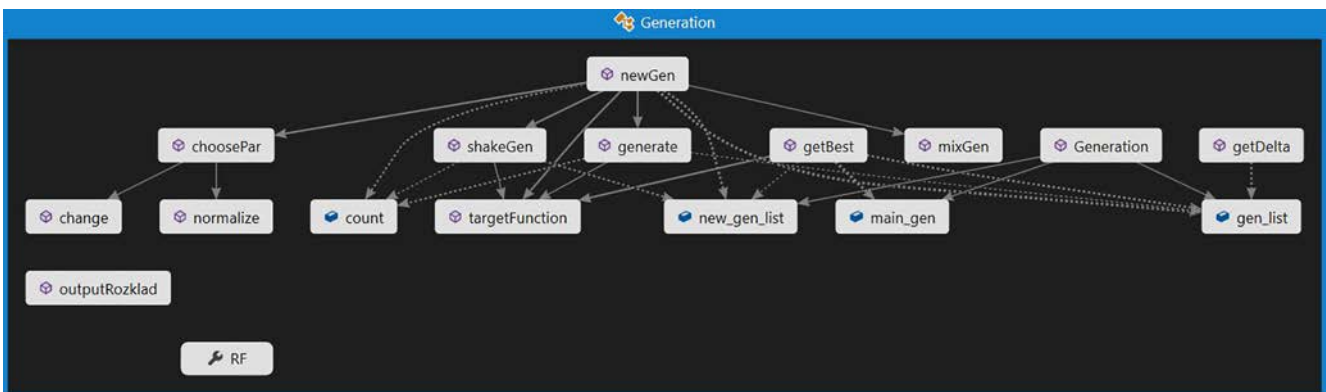 Generation
newGen
choosePar
shakeGen
generate
getBest
mixGen
Generation
getDelta
change
normalize
count
targetFunction
new_gen_list
main_gen
gen_list
outputRozklad
RF